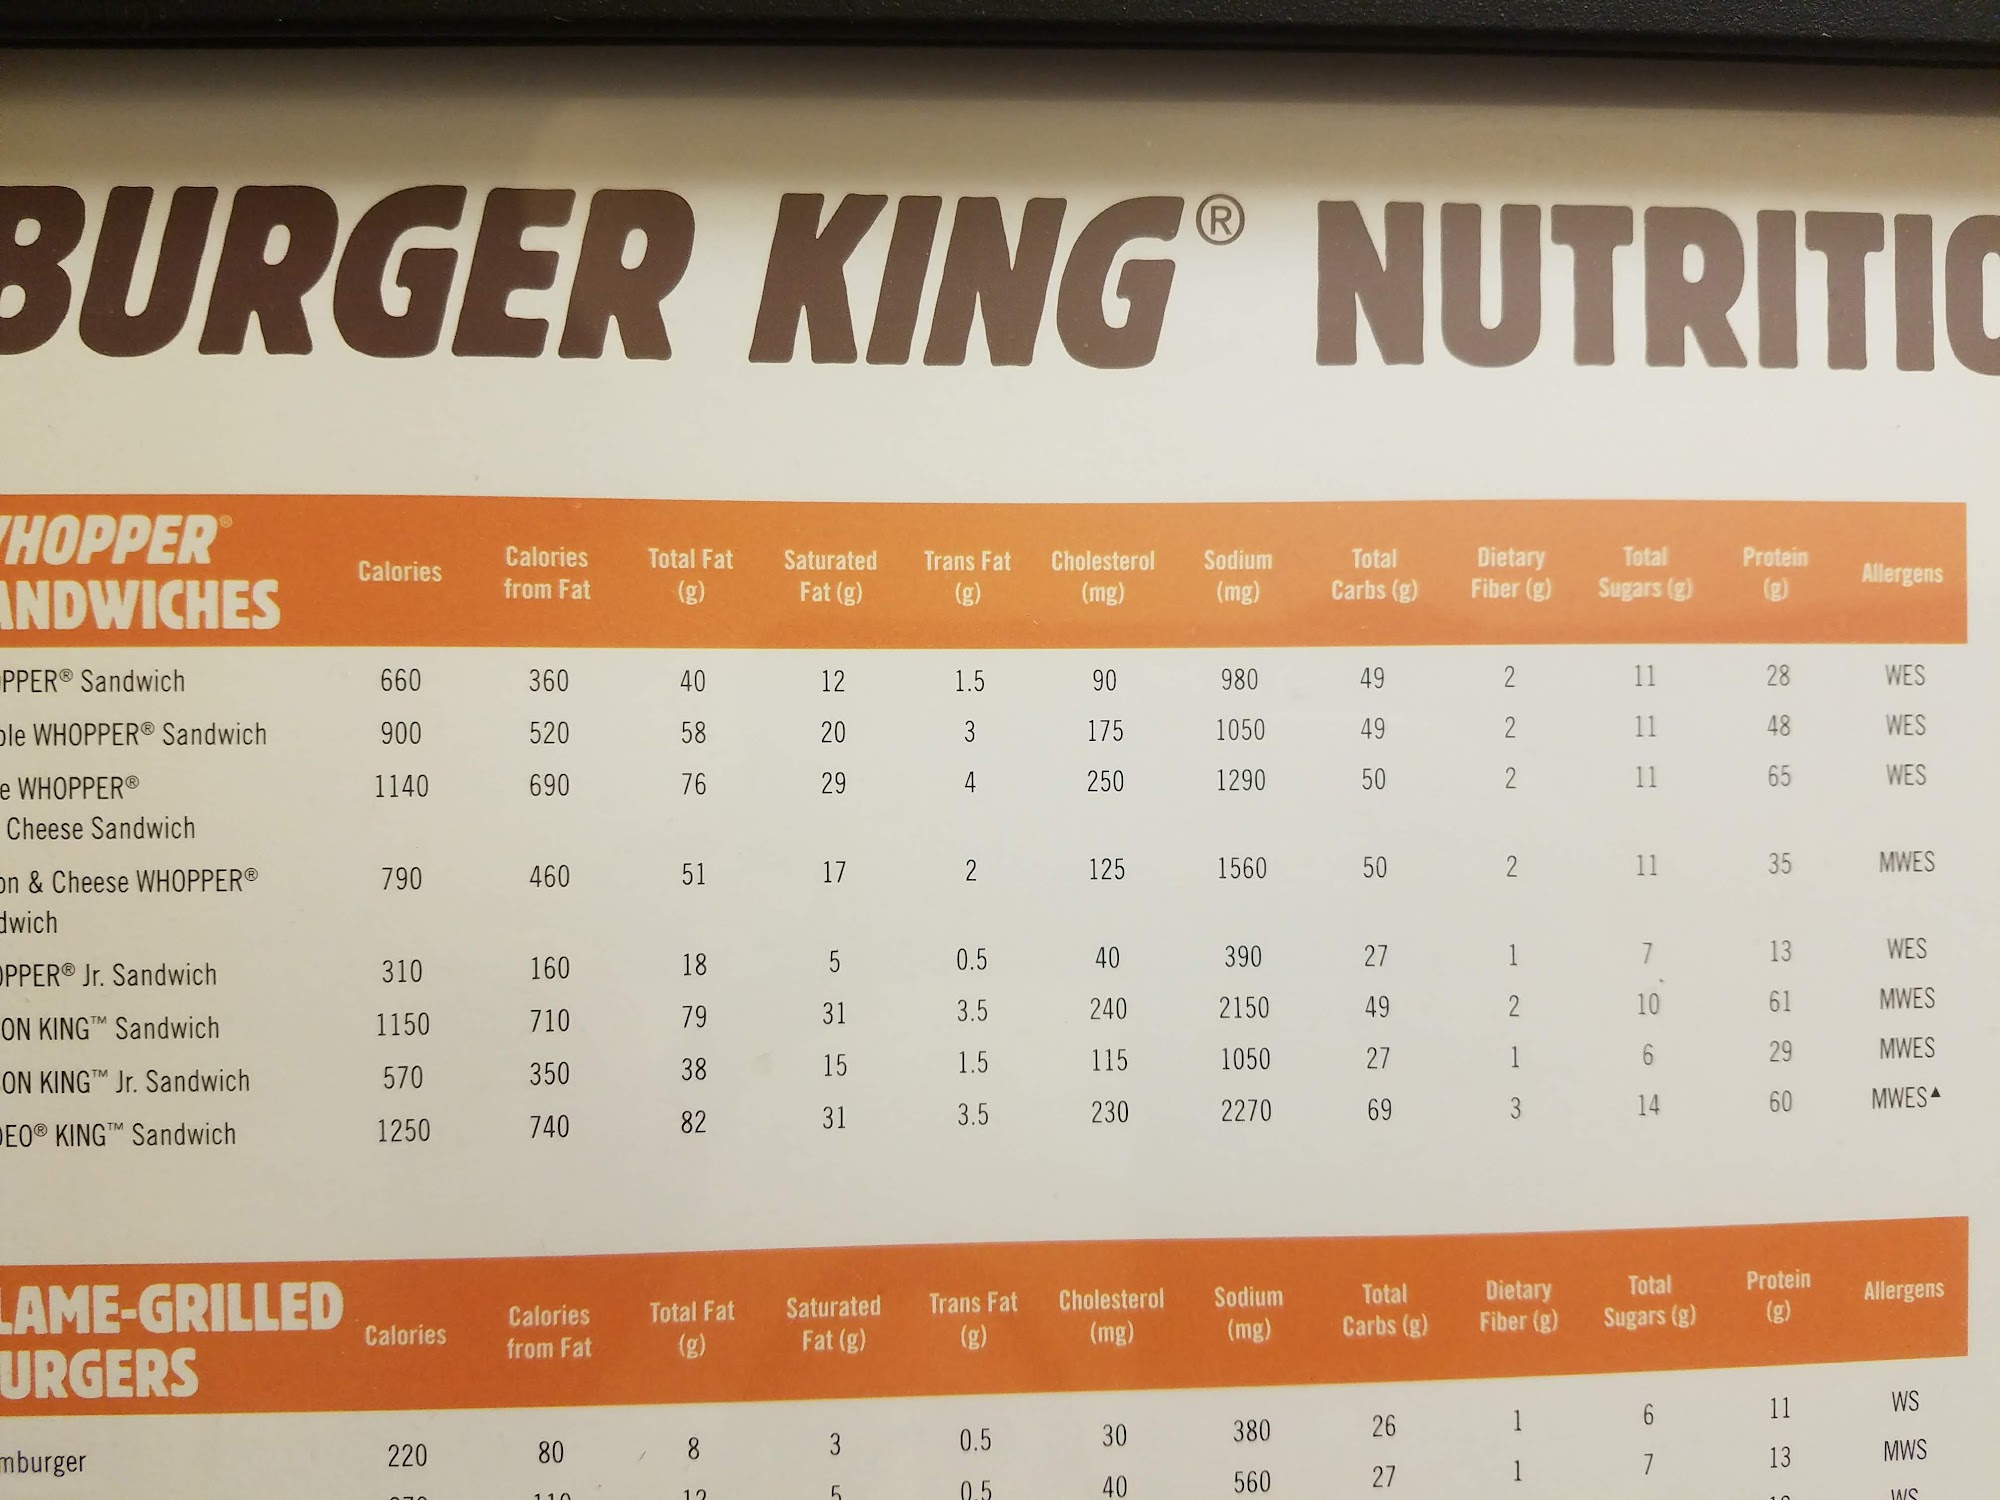 BURGER KING® NUTRITIO
WHOPPER®
SANDWICHES
Calories
Calories
from Fat
Total Fat
(g)
Saturated
Fat (g)
Trans Fat
(g)
Cholesterol
(mg)
Sodium
(mg)
Total
Carbs (g)
Dietary
Fiber (g)
Total
Sugars (g)
Protein
(g)
Allergens
OPPER® Sandwich 660 360 40 12 1.5 90 980 49 2 11 28 WES
ble WHOPPER® Sandwich 900 520 58 20 3 175 1050 49 2 11 48 WES
e WHOPPER® 1140 690 76 29 4 250 1290 50 2 11 65 WES
Cheese Sandwich
on & Cheese WHOPPER® 790 460 51 17 2 125 1560 50 2 11 35 MWES
dwich
OPPER® Jr. Sandwich 310 160 18 5 0.5 40 390 27 1 7 13 WES
ON KING™ Sandwich 1150 710 79 31 3.5 240 2150 49 2 10 61 MWES
ON KING™ Jr. Sandwich 570 350 38 15 1.5 115 1050 27 1 6 29 MWES
DEO® KING™ Sandwich 1250 740 82 31 3.5 230 2270 69 3 14 60 MWES▲
LAME-GRILLED
URGERS
Calories
Calories
from Fat
Total Fat
(g)
Saturated
Fat (g)
Trans Fat
(g)
Cholesterol
(mg)
Sodium
(mg)
Total
Carbs (g)
Dietary
Fiber (g)
Total
Sugars (g)
Protein
(g)
Allergens
mburger 220 80 8 3 0.5 30 380 26 1 6 11 WS
5 0.5 40 560 27 1 7 13 MWS
WS